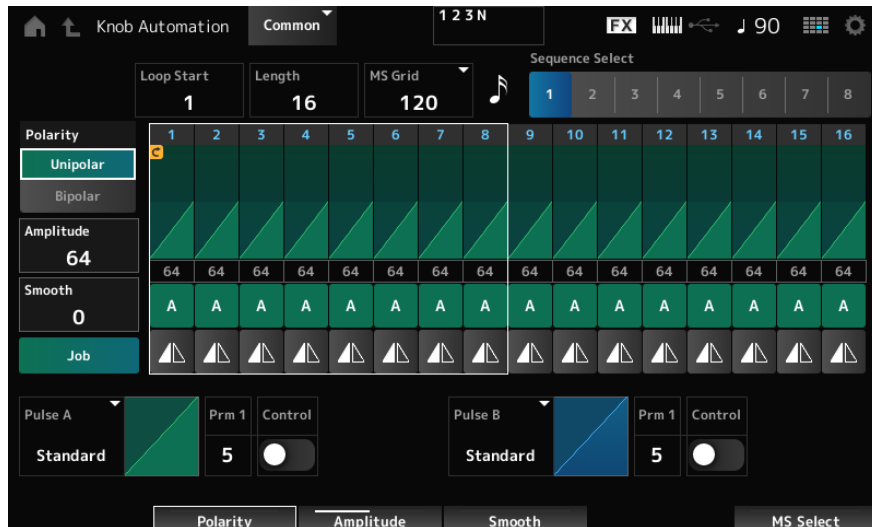 Knob Automation
Common
1 2 3 N
FX
90
Loop Start
1
Length
16
MS Grid
120
Sequence Select
1 2 3 4 5 6 7 8
Polarity
Unipolar
Bipolar
1 2 3 4 5 6 7 8 9 10 11 12 13 14 15 16
Amplitude
64
64 64 64 64 64 64 64 64 64 64 64 64 64 64 64 64
Smooth
0
A A A A A A A A A A A A A A A A
Job
Pulse A
Standard
Prm 1
5
Control
Pulse B
Standard
Prm 1
5
Control
Polarity
Amplitude
Smooth
MS Select